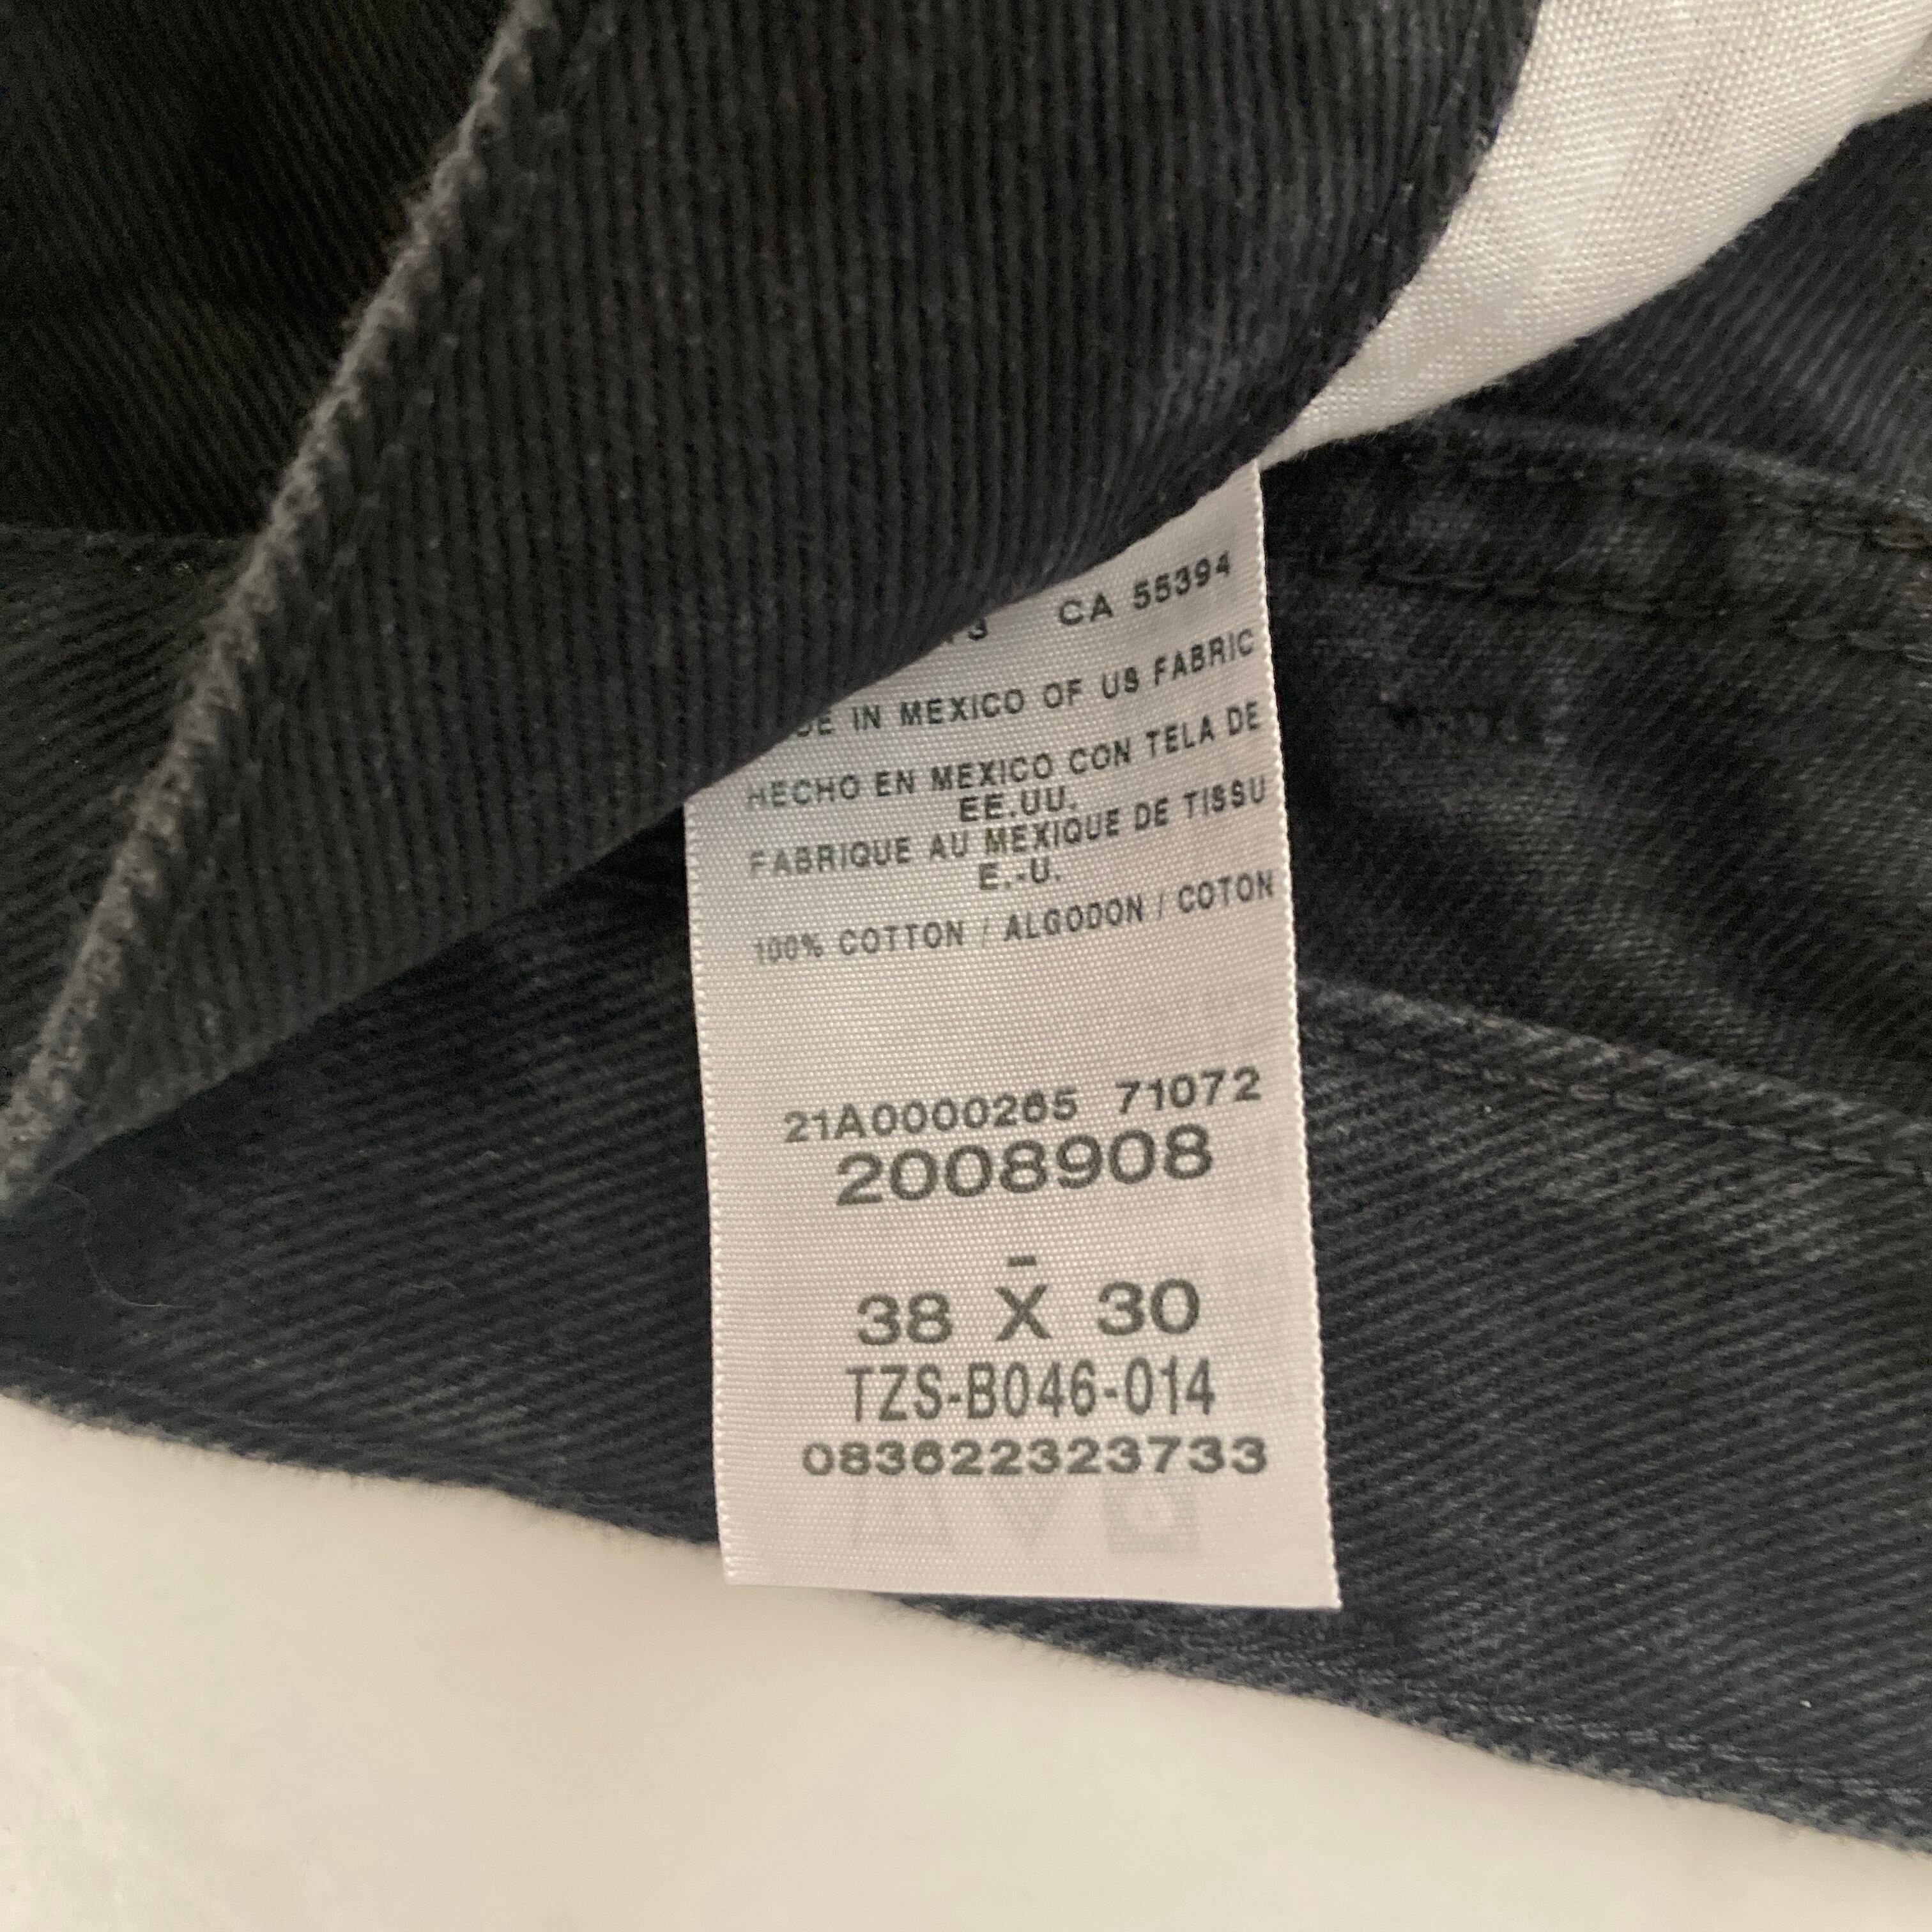 CA 55394
IN MEXICO OF US FABRIC
HECHO EN MEXICO CON TELA DE
EE.UU.
FABRIQUE AU MEXIQUE DE TISSU
E.-U.
100% COTTON / ALGODON / COTON
21A0000265 71072
2008908
-
38 X 30
TZS-B046-014
083622323733